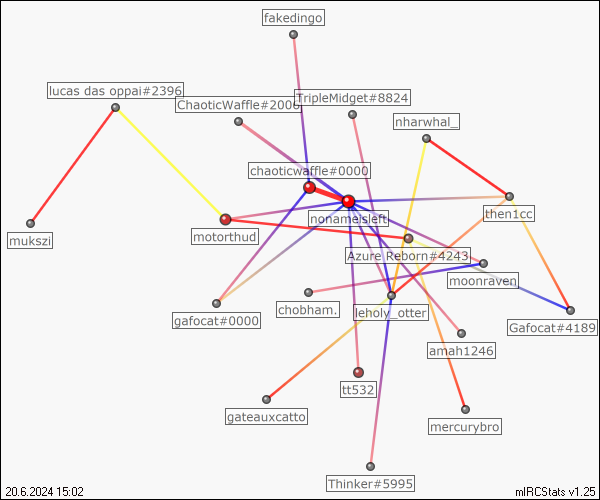 fakedingo
lucas das oppai#2396
ChaoticWaffle#2006
TripleMidget#8824
nharwhal_
chaoticwaffle#0000
nonameisleft
then1cc
mukszi
motorthud
Azure Reborn#4243
moonraven.
chobham.
leholy_otter
gafocat#0000
Gafocat#4189
amah1246
tt532
gateauxcatto
mercurybro
Thinker#5995
20.6.2024 15:02
mIRCStats v1.25